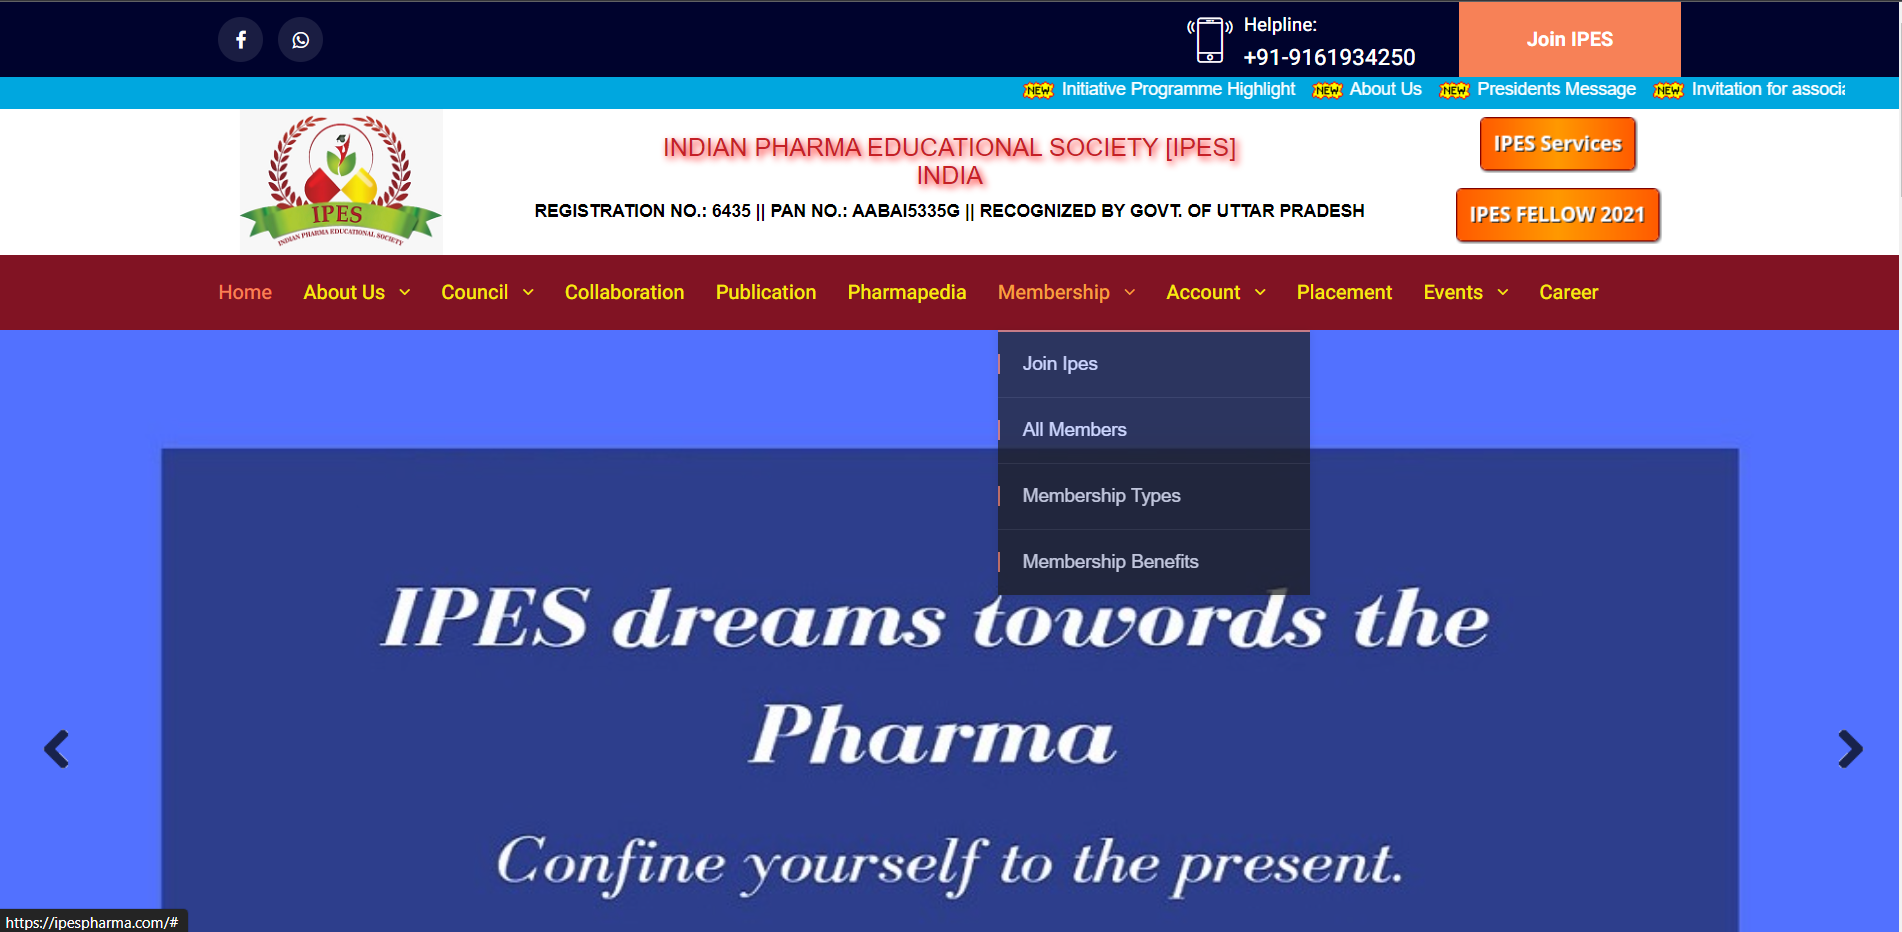 Helpline:
+91-9161934250
Join IPES
NEW Initiative Programme Highlight NEW About Us NEW Presidents Message NEW Invitation for associa
IPES
INDIAN PHARMA EDUCATIONAL SOCIETY
INDIAN PHARMA EDUCATIONAL SOCIETY [IPES]
INDIA
REGISTRATION NO.: 6435 || PAN NO.: AABAI5335G || RECOGNIZED BY GOVT. OF UTTAR PRADESH
IPES Services
IPES FELLOW 2021
Home About Us Council Collaboration Publication Pharmapedia Membership Account Placement Events Career
Join Ipes
All Members
Membership Types
Membership Benefits
IPES dreams towords the
Pharma
Confine yourself to the present.
https://ipespharma.com/#